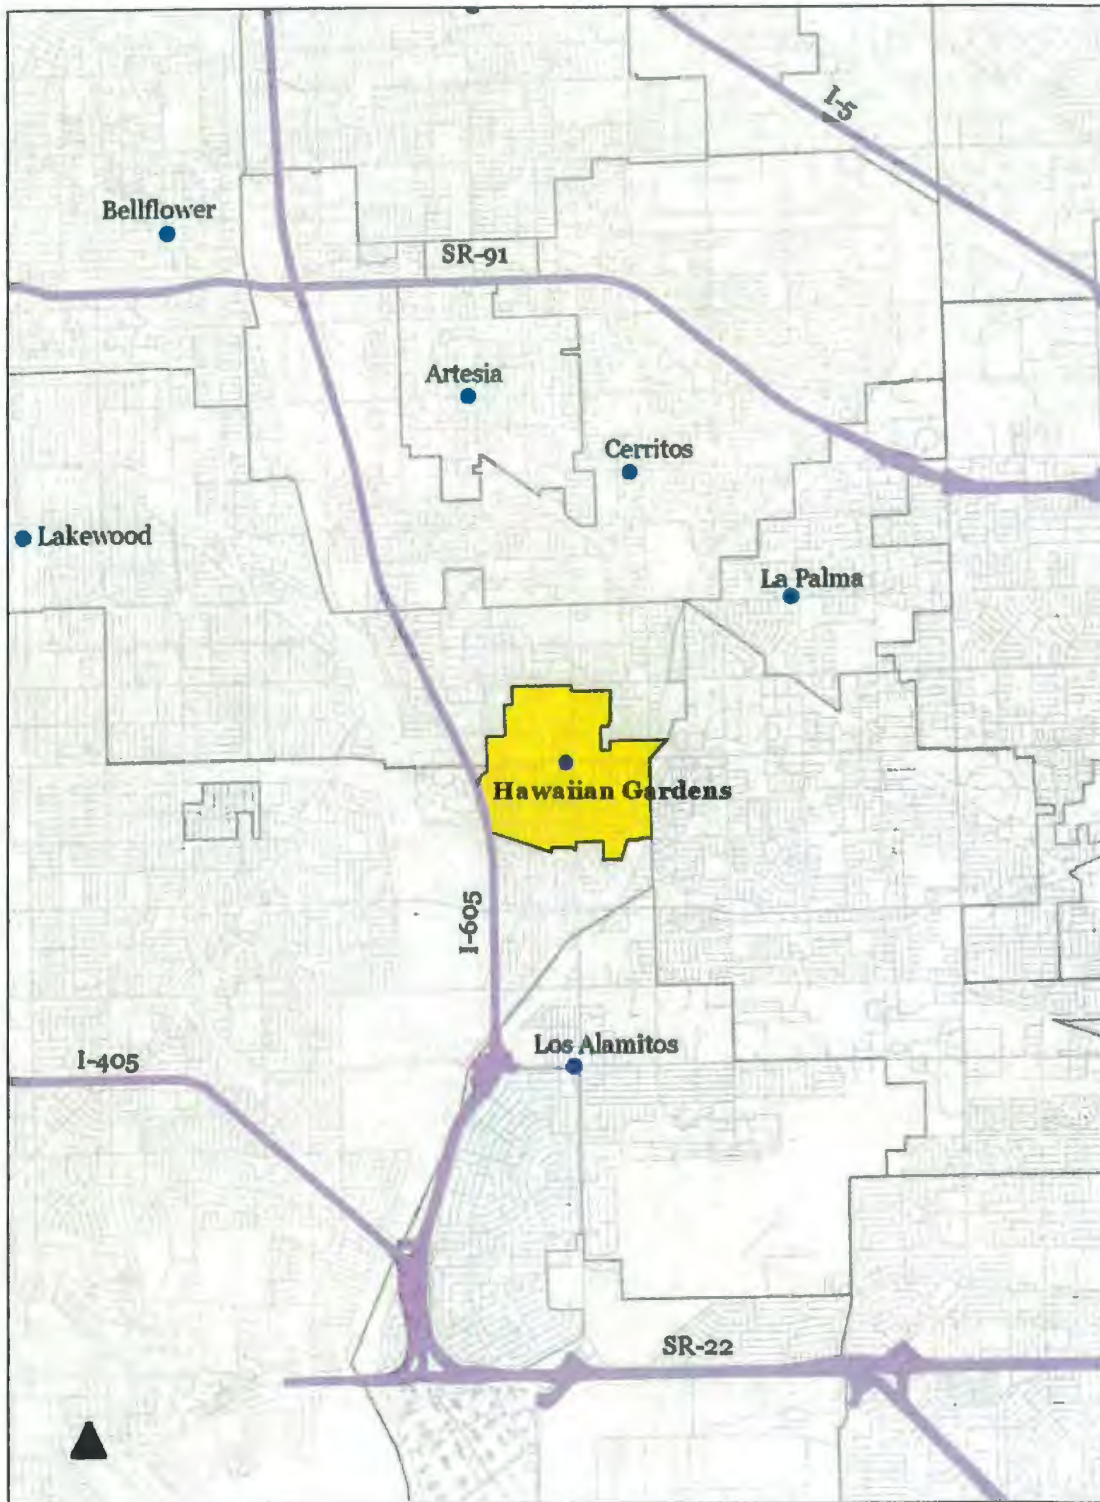 I-5
Bellflower
SR-91
Artesia
Cerritos
Lakewood
La Palma
Hawaiian Gardens
I-605
Los Alamitos
I-405
SR-22